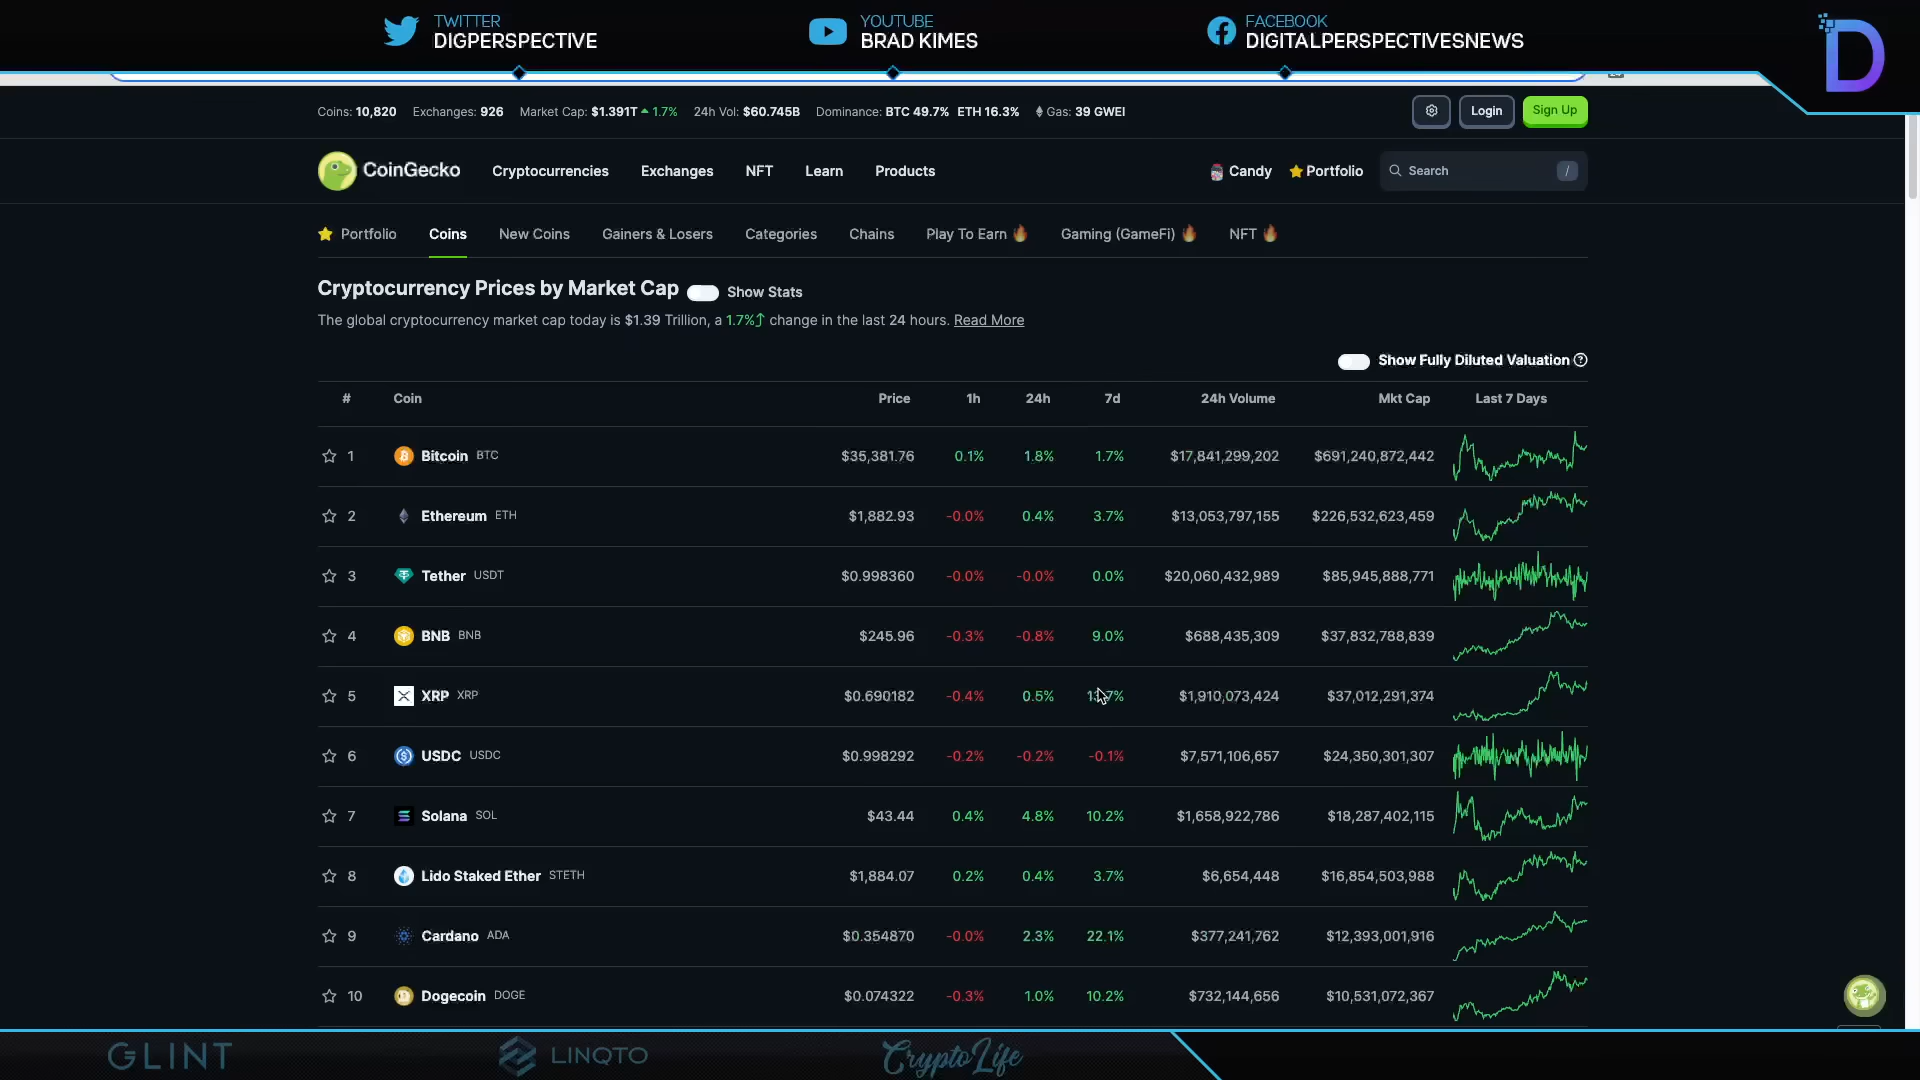 TWITTER
DIGPERSPECTIVE
YOUTUBE
BRAD KIMES
FACEBOOK
DIGITALPERSPECTIVESNEWS
D
Coins: 10,820 Exchanges: 926 Market Cap: $1.391T 1.7% 24h Vol: $60.745B Dominance: BTC 49.7% ETH 16.3% Gas: 39 GWEI
Login
Sign Up
CoinGecko Cryptocurrencies Exchanges NFT Learn Products Candy Portfolio Search /
Portfolio Coins New Coins Gainers & Losers Categories Chains Play To Earn Gaming (GameFi) NFT
Cryptocurrency Prices by Market Cap Show Stats
The global cryptocurrency market cap today is $1.39 Trillion, a 1.7% change in the last 24 hours. Read More
Show Fully Diluted Valuation ?
# Coin Price 1h 24h 7d 24h Volume Mkt Cap Last 7 Days
1 Bitcoin BTC $35,381.76 0.1% 1.8% 1.7% $17,841,299,202 $691,240,872,442
2 Ethereum ETH $1,882.93 -0.0% 0.4% 3.7% $13,053,797,155 $226,532,623,459
3 Tether USDT $0.998360 -0.0% -0.0% 0.0% $20,060,432,989 $85,945,888,771
4 BNB BNB $245.96 -0.3% -0.8% 9.0% $688,435,309 $37,832,788,839
5 XRP XRP $0.690182 -0.4% 0.5% $1,910,073,424 $37,012,291,374
6 USDC USDC $0.998292 -0.2% -0.2% -0.1% $7,571,106,657 $24,350,301,307
7 Solana SOL $43.44 0.4% 4.8% 10.2% $1,658,922,786 $18,287,402,115
8 Lido Staked Ether STETH $1,884.07 0.2% 0.4% 3.7% $6,654,448 $16,854,503,988
9 Cardano ADA $0.354870 -0.0% 2.3% 22.1% $377,241,762 $12,393,001,916
10 Dogecoin DOGE $0.074322 -0.3% 1.0% 10.2% $732,144,656 $10,531,072,367
GLINT LINQTO CryptoLife